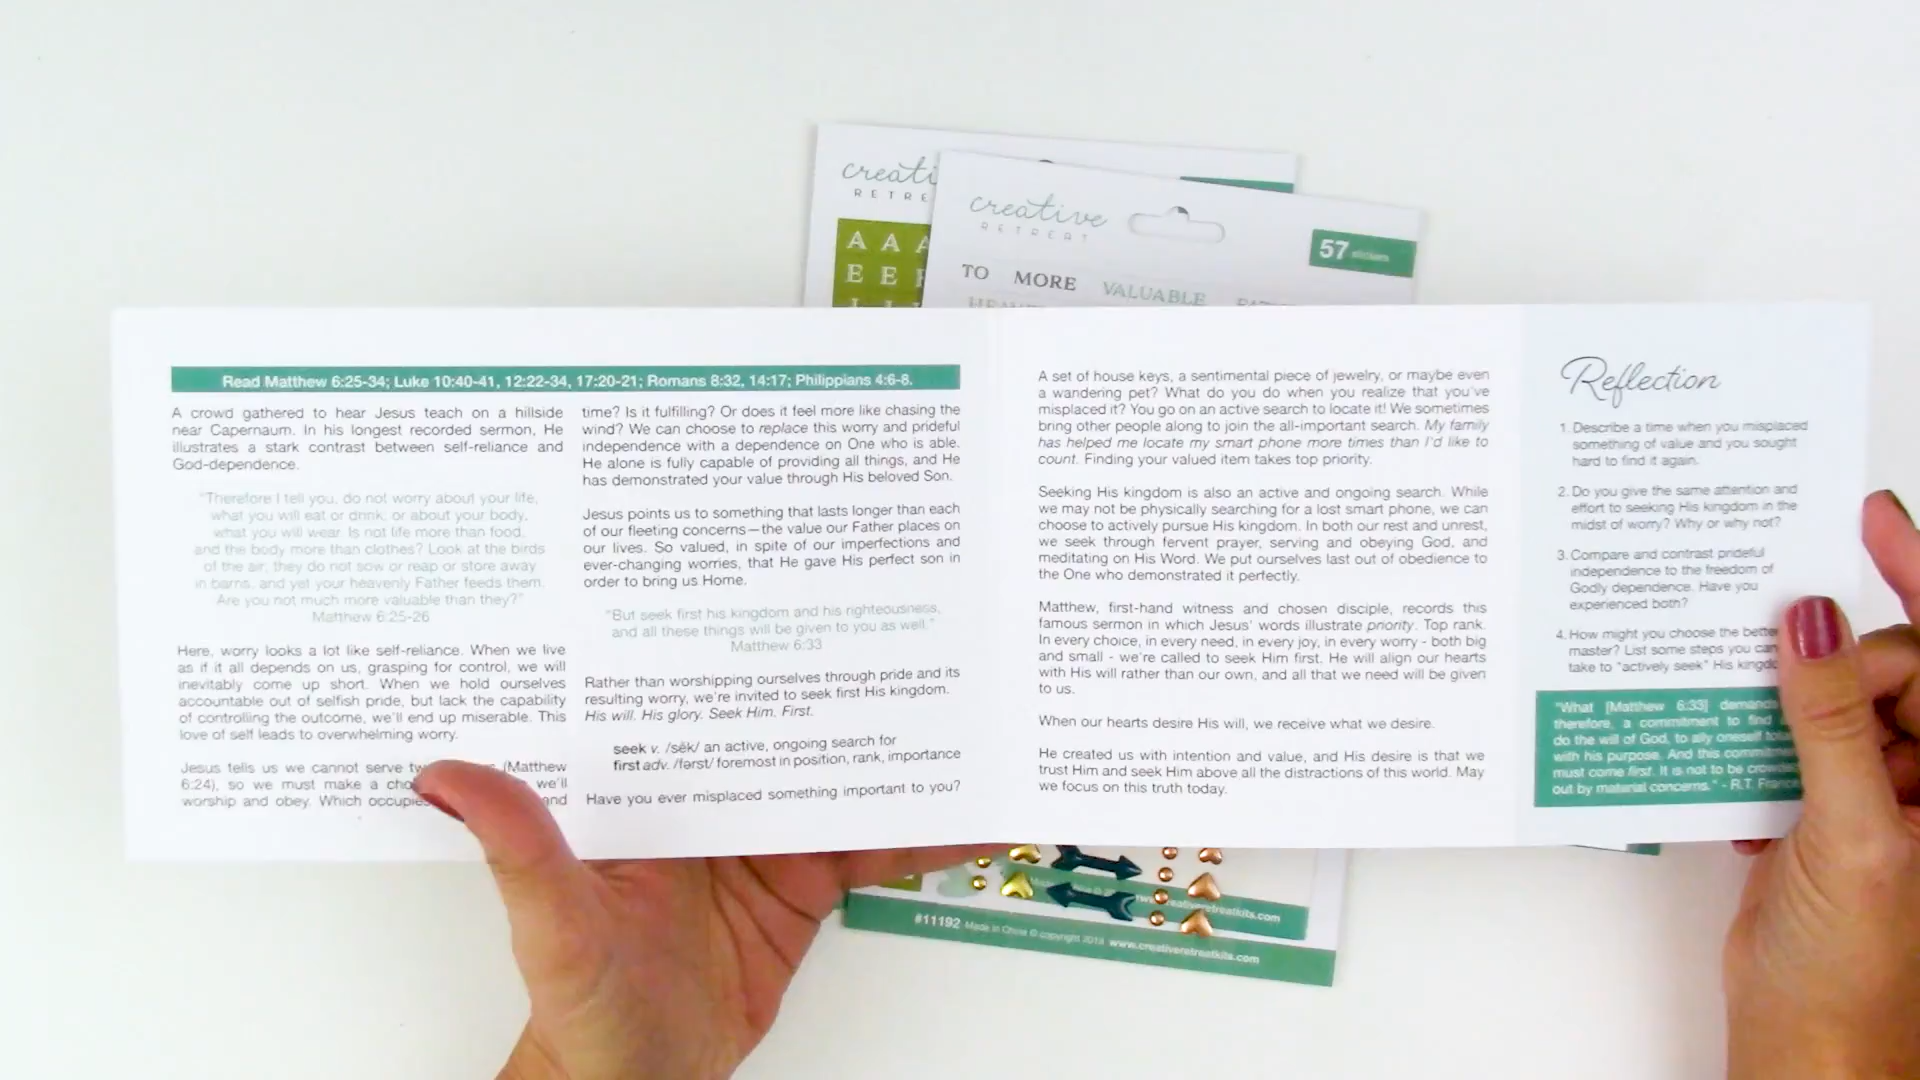 creati
RETRE
A A A
E E F
creative
RETREAT
57 stickers
TO MORE VALUABLE
Read Matthew 6:25-34; Luke 10:40-41, 12:22-34, 17:20-21; Romans 8:32, 14:17; Philippians 4:6-8.
A crowd gathered to hear Jesus teach on a hillside
near Capernaum. In his longest recorded sermon, He
illustrates a stark contrast between self-reliance and
God-dependence.
"Therefore I tell you, do not worry about your life,
what you will eat or drink; or about your body,
what you will wear. Is not life more than food,
and the body more than clothes? Look at the birds
of the air; they do not sow or reap or store away
in barns, and yet your heavenly Father feeds them.
Are you not much more valuable than they?"
Matthew 6:25-26
Here, worry looks a lot like self-reliance. When we live
as if it all depends on us, grasping for control, we will
inevitably come up short. When we hold ourselves
accountable out of selfish pride, but lack the capability
of controlling the outcome, we'll end up miserable. This
love of self leads to overwhelming worry.
Jesus tells us we cannot serve (Matthew
6:24), so we must make a we'll
worship and obey. Which and
time? Is it fulfilling? Or does it feel more like chasing the
wind? We can choose to replace this worry and prideful
independence with a dependence on One who is able.
He alone is fully capable of providing all things, and He
has demonstrated your value through His beloved Son.
Jesus points us to something that lasts longer than each
of our fleeting concerns—the value our Father places on
our lives. So valued, in spite of our imperfections and
ever-changing worries, that He gave His perfect son in
order to bring us Home.
"But seek first his kingdom and his righteousness,
and all these things will be given to you as well."
Matthew 6:33
Rather than worshipping ourselves through pride and its
resulting worry, we're invited to seek first His kingdom.
His will. His glory. Seek Him. First.
seek v. /sēk/ an active, ongoing search for
first adv. /fərst/ foremost in position, rank, importance
Have you ever misplaced something important to you?
A set of house keys, a sentimental piece of jewelry, or maybe even
a wandering pet? What do you do when you realize that you've
misplaced it? You go on an active search to locate it! We sometimes
bring other people along to join the all-important search. My family
has helped me locate my smart phone more times than I'd like to
count. Finding your valued item takes top priority.
Seeking His kingdom is also an active and ongoing search. While
we may not be physically searching for a lost smart phone, we can
choose to actively pursue His kingdom. In both our rest and unrest,
we seek through fervent prayer, serving and obeying God, and
meditating on His Word. We put ourselves last out of obedience to
the One who demonstrated it perfectly.
Matthew, first-hand witness and chosen disciple, records this
famous sermon in which Jesus' words illustrate priority. Top rank.
In every choice, in every need, in every joy, in every worry - both big
and small - we're called to seek Him first. He will align our hearts
with His will rather than our own, and all that we need will be given
to us.
When our hearts desire His will, we receive what we desire.
He created us with intention and value, and His desire is that we
trust Him and seek Him above all the distractions of this world. May
we focus on this truth today.
Reflection
1. Describe a time when you misplaced
something of value and you sought
hard to find it again.
2. Do you give the same attention and
effort to seeking His kingdom in the
midst of worry? Why or why not?
3. Compare and contrast prideful
independence to the freedom of
Godly dependence. Have you
experienced both?
4. How might you choose the bette
master? List some steps you can
take to "actively seek" His kingdo
"What [Matthew 6:33] demands
therefore, a commitment to find
do the will of God, to ally oneself
with his purpose. And this commitm
must come first. It is not to be crowde
out by material concerns." - R.T. France
#11192 Made in China © copyright 2018 www.creativeretreatkits.com